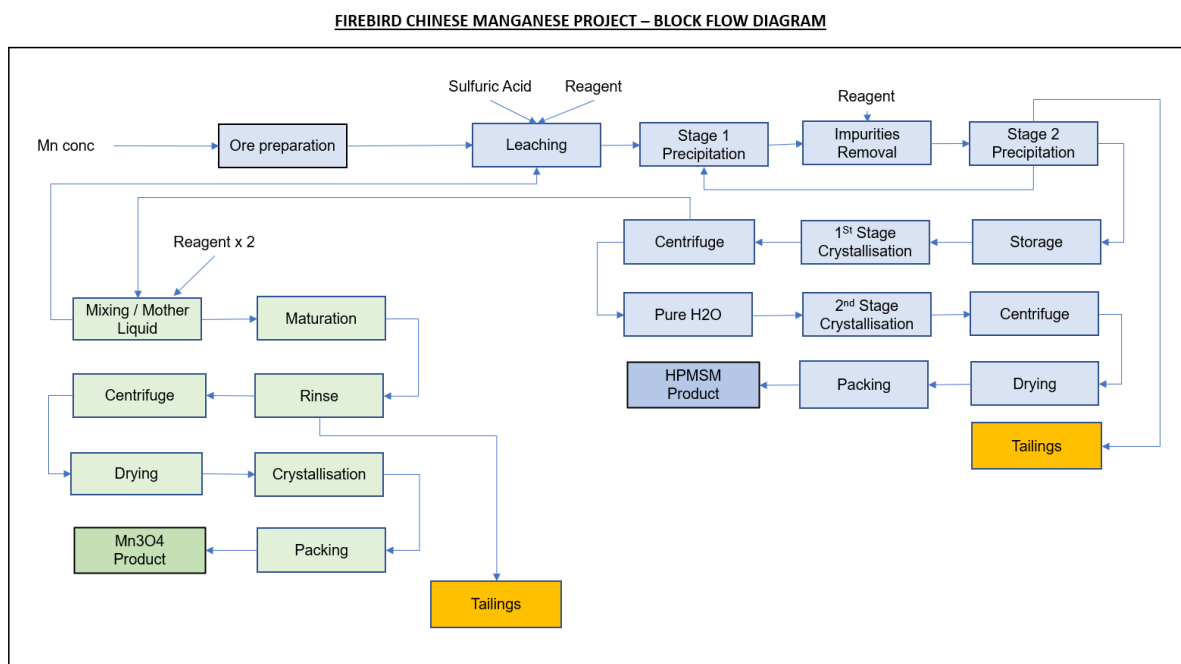 FIREBIRD CHINESE MANGANESE PROJECT – BLOCK FLOW DIAGRAM
Sulfuric Acid
Reagent
Reagent
Mn conc
Ore preparation
Leaching
Stage 1
Precipitation
Impurities
Removal
Stage 2
Precipitation
Centrifuge
1St Stage
Crystallisation
Storage
Reagent x 2
Mixing / Mother
Liquid
Maturation
Pure H2O
2nd Stage
Crystallisation
Centrifuge
Centrifuge
Rinse
HPMSM
Product
Packing
Drying
Tailings
Drying
Crystallisation
Mn3O4
Product
Packing
Tailings